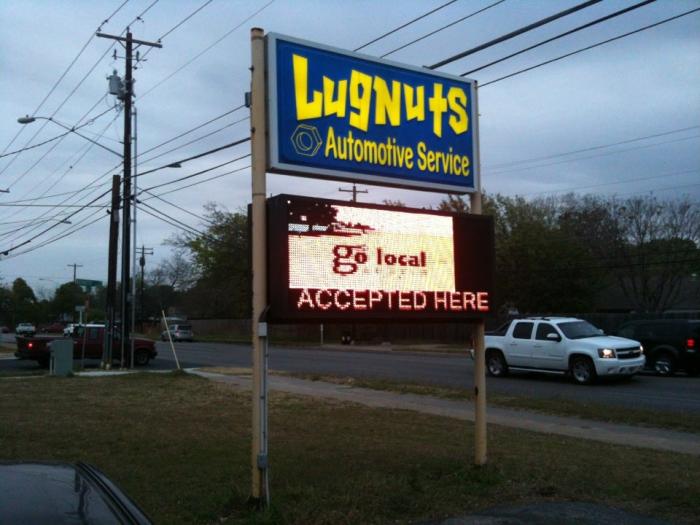 LugNuts
Automotive Service
go local
ACCEPTED HERE